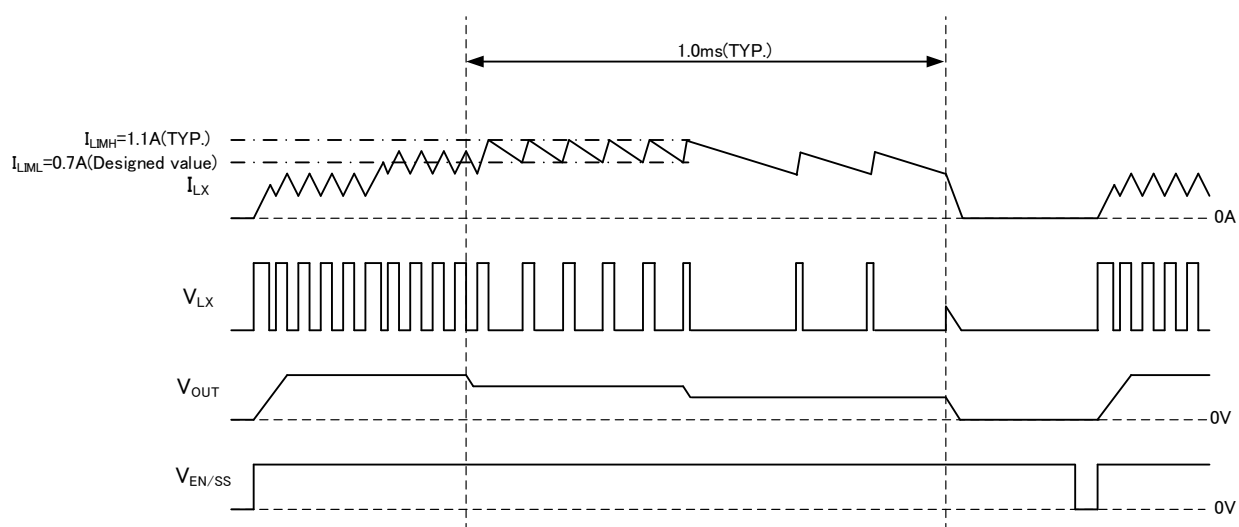 1.0ms(TYP.)
I_LIMH=1.1A(TYP.)
I_LIML=0.7A(Designed value)
I_LX
0A
V_LX
V_OUT
0V
V_EN/SS
0V